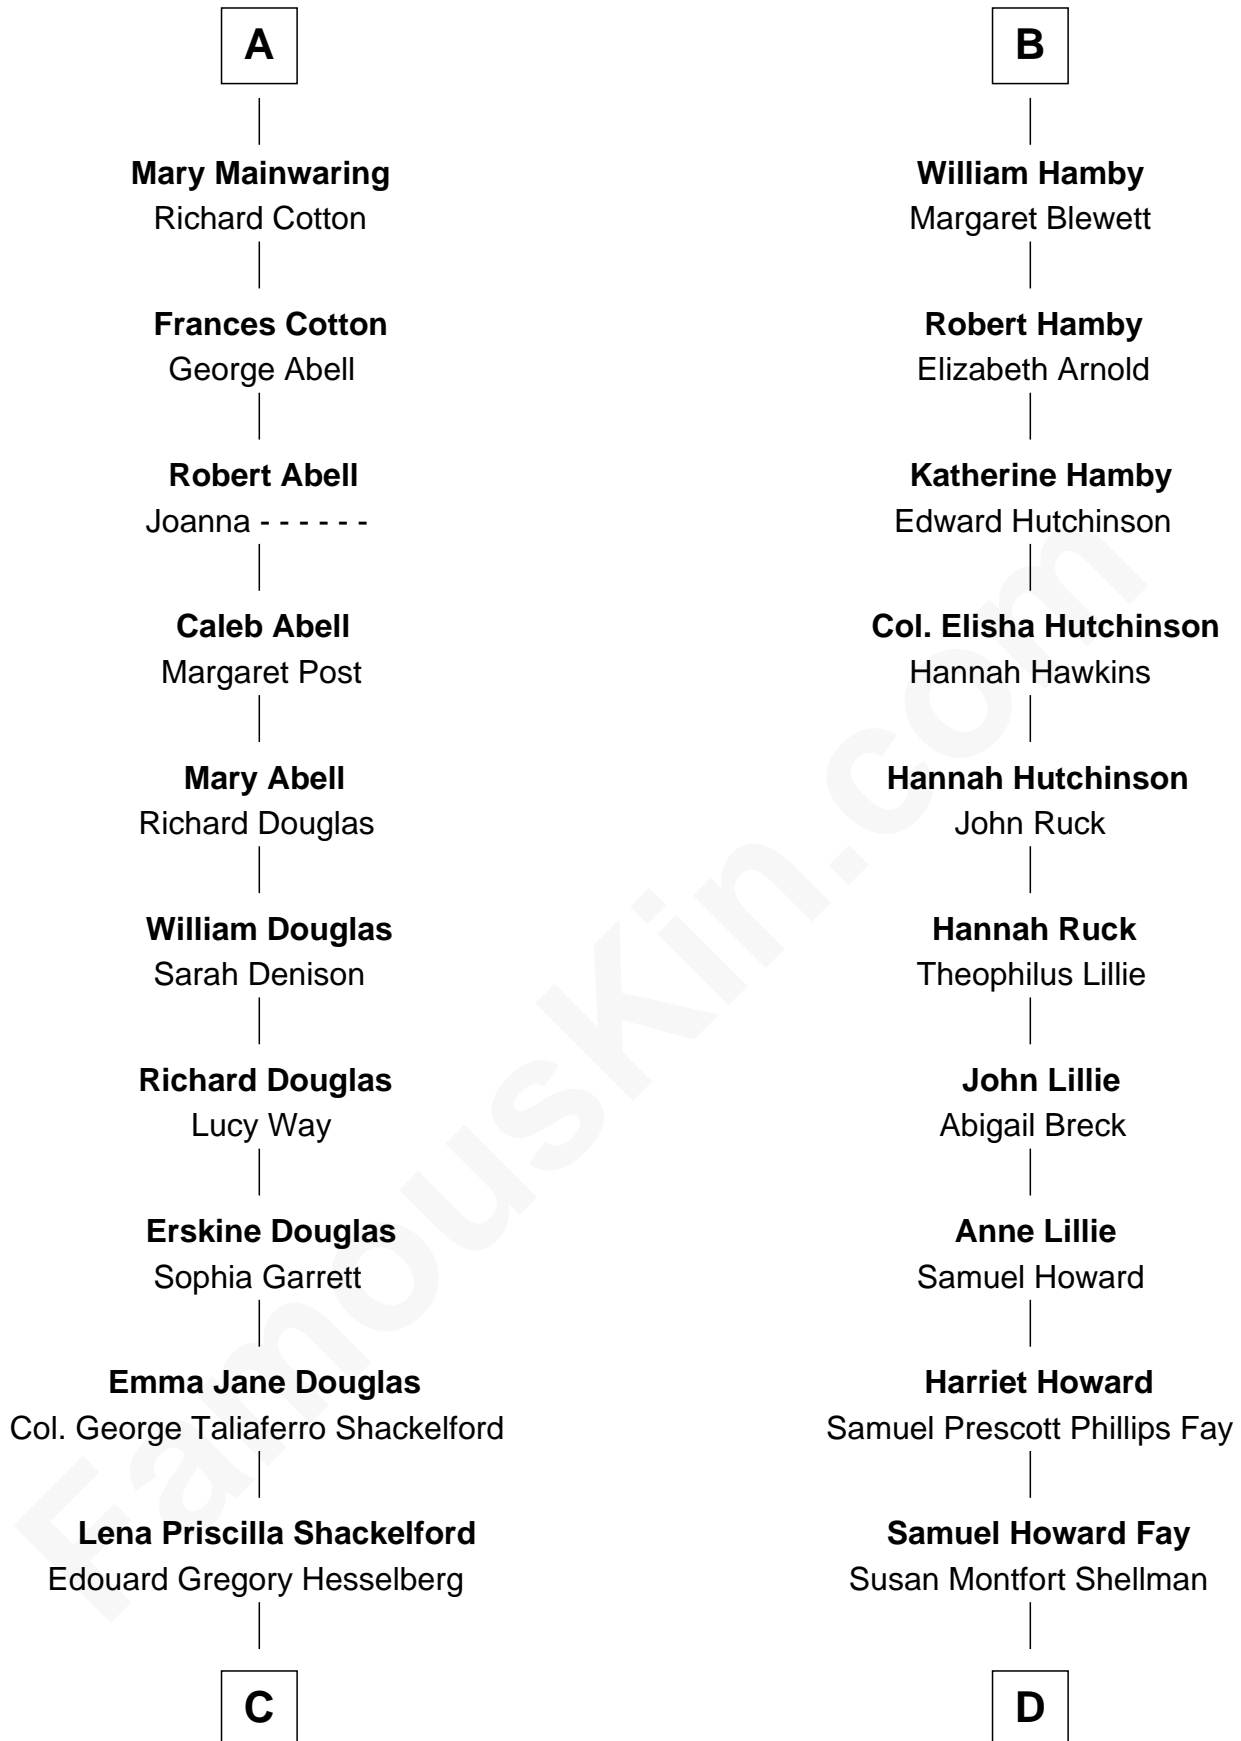 A
Mary Mainwaring
Richard Cotton
Frances Cotton
George Abell
Robert Abell
Joanna - - - - - -
Caleb Abell
Margaret Post
Mary Abell
Richard Douglas
William Douglas
Sarah Denison
Richard Douglas
Lucy Way
Erskine Douglas
Sophia Garrett
Emma Jane Douglas
Col. George Taliaferro Shackelford
Lena Priscilla Shackelford
Edouard Gregory Hesselberg
C
B
William Hamby
Margaret Blewett
Robert Hamby
Elizabeth Arnold
Katherine Hamby
Edward Hutchinson
Col. Elisha Hutchinson
Hannah Hawkins
Hannah Hutchinson
John Ruck
Hannah Ruck
Theophilus Lillie
John Lillie
Abigail Breck
Anne Lillie
Samuel Howard
Harriet Howard
Samuel Prescott Phillips Fay
Samuel Howard Fay
Susan Montfort Shellman
D
FamousKin.com